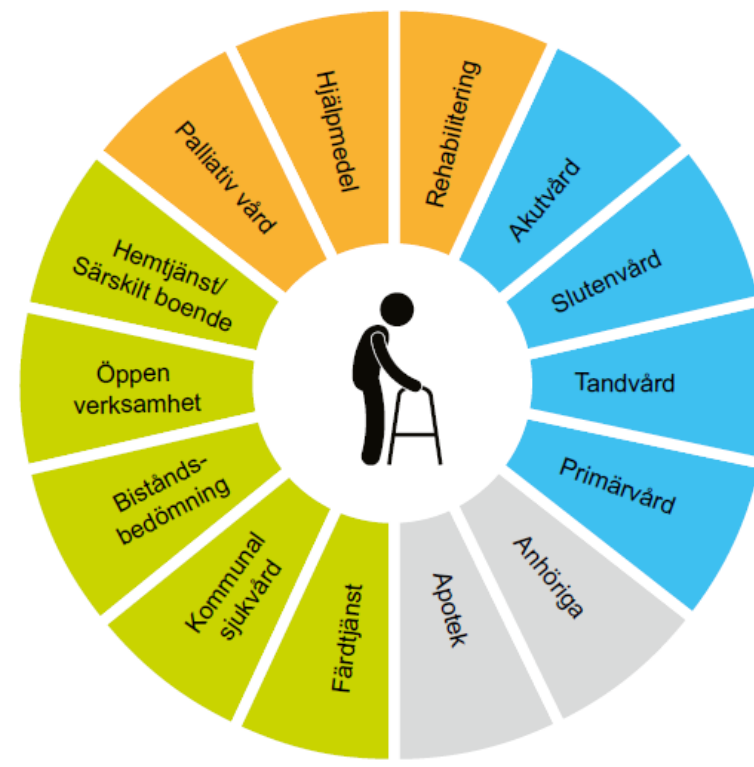 Rehabilitering
Akutvård
Slutenvård
Tandvård
Primärvård
Anhöriga
Apotek
Färdtjänst
Kommunal
sjukvård
Bistånds-
bedömning
Öppen
verksamhet
Hemtjänst/
Särskilt boende
Palliativ vård
Hjälpmedel